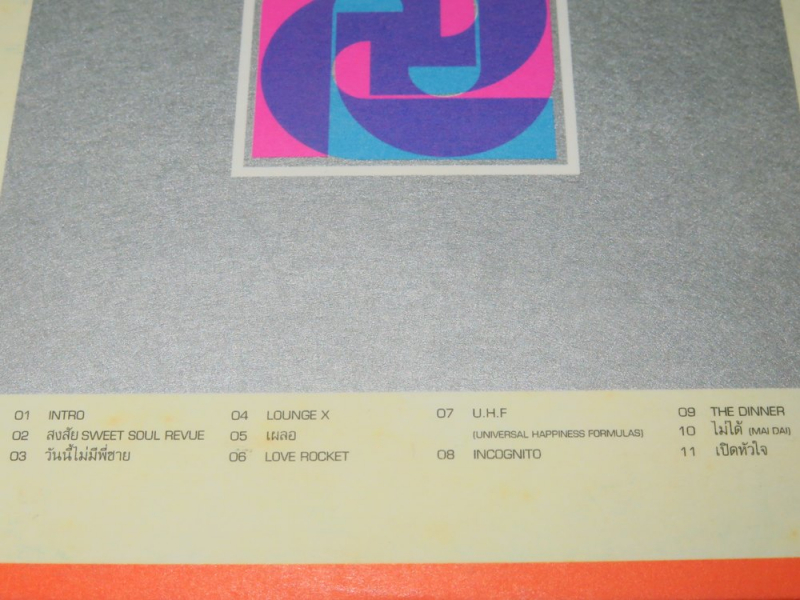 01 INTRO
02 สงสัย SWEET SOUL REVUE
03 วันนี้ไม่มีพี่ชาย
04 LOUNGE X
05 เผลอ
06 LOVE ROCKET
07 U.H.F
(UNIVERSAL HAPPINESS FORMULAS)
08 INCOGNITO
09 THE DINNER
10 ไม่ได้ (MAI DAI)
11 เปิดหัวใจ